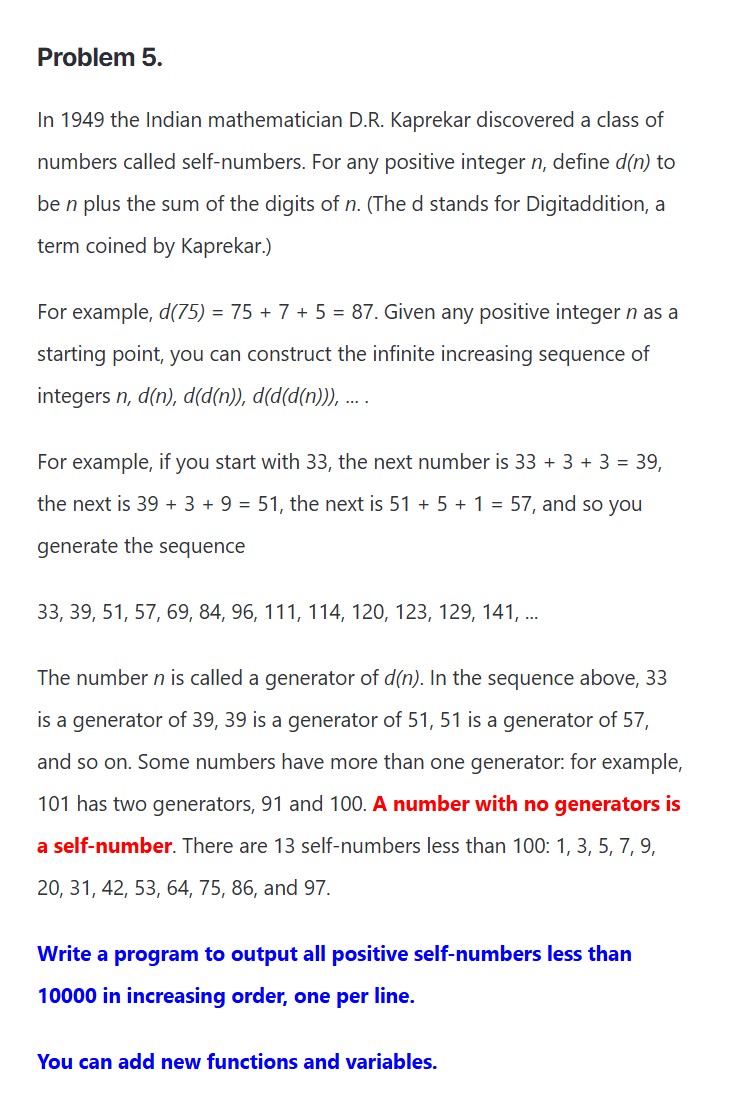 Problem 5.
In 1949 the Indian mathematician D.R. Kaprekar discovered a class of
numbers called self-numbers. For any positive integer n, define d(n) to
be n plus the sum of the digits of n. (The d stands for Digitaddition, a
term coined by Kaprekar.)
For example, d(75) = 75 + 7 + 5 = 87. Given any positive integer n as a
starting point, you can construct the infinite increasing sequence of
integers n, d(n), d(d(n)), d(d(d(n))), ... .
For example, if you start with 33, the next number is 33 + 3 + 3 = 39,
the next is 39 + 3 + 9 = 51, the next is 51 + 5 + 1 = 57, and so you
generate the sequence
33, 39, 51, 57, 69, 84, 96, 111, 114, 120, 123, 129, 141, ...
The number n is called a generator of d(n). In the sequence above, 33
is a generator of 39, 39 is a generator of 51, 51 is a generator of 57,
and so on. Some numbers have more than one generator: for example,
101 has two generators, 91 and 100. A number with no generators is
a self-number. There are 13 self-numbers less than 100: 1, 3, 5, 7, 9,
20, 31, 42, 53, 64, 75, 86, and 97.
Write a program to output all positive self-numbers less than
10000 in increasing order, one per line.
You can add new functions and variables.